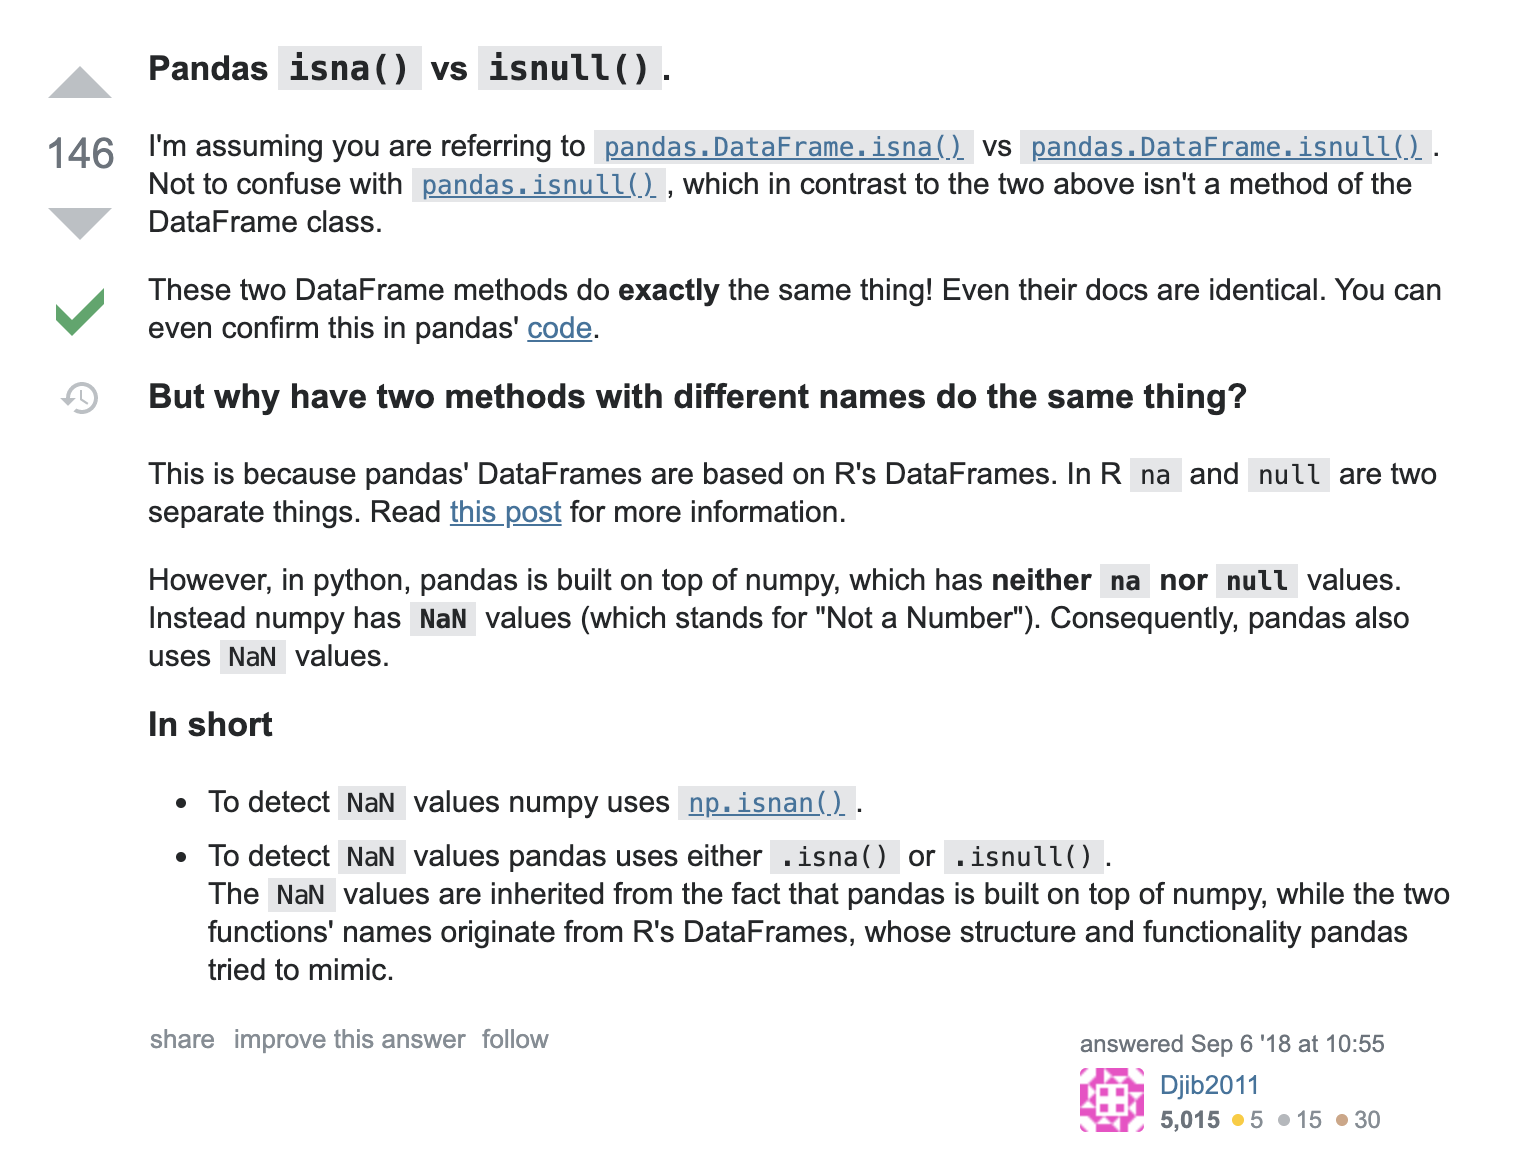 Pandas isna() vs isnull().
146
I'm assuming you are referring to pandas.DataFrame.isna() vs pandas.DataFrame.isnull().
Not to confuse with pandas.isnull(), which in contrast to the two above isn't a method of the
DataFrame class.
These two DataFrame methods do exactly the same thing! Even their docs are identical. You can
even confirm this in pandas' code.
But why have two methods with different names do the same thing?
This is because pandas' DataFrames are based on R's DataFrames. In R na and null are two
separate things. Read this post for more information.
However, in python, pandas is built on top of numpy, which has neither na nor null values.
Instead numpy has NaN values (which stands for "Not a Number"). Consequently, pandas also
uses NaN values.
In short
• To detect NaN values numpy uses np.isnan().
• To detect NaN values pandas uses either .isna() or .isnull().
The NaN values are inherited from the fact that pandas is built on top of numpy, while the two
functions' names originate from R's DataFrames, whose structure and functionality pandas
tried to mimic.
share improve this answer follow
answered Sep 6 '18 at 10:55
Djib2011
5,015 ● 5 ● 15 ● 30